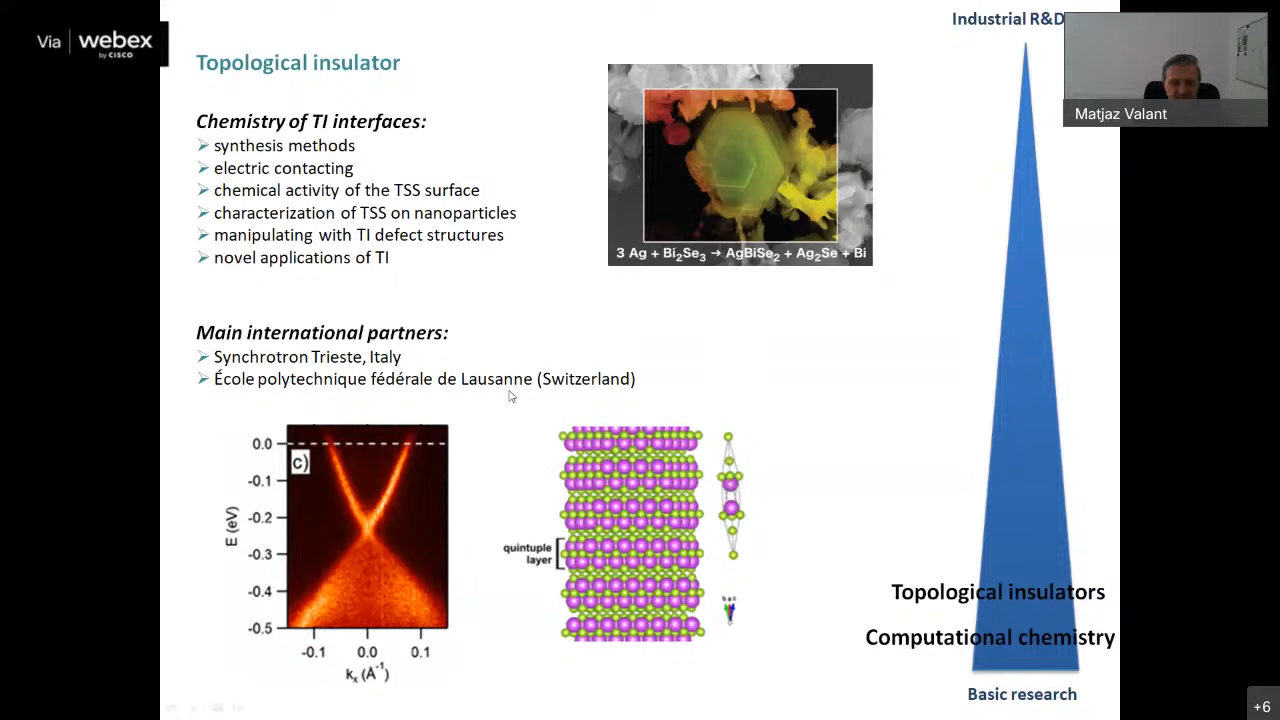 Via webex
by CISCO
Industrial R&D
Matjaz Valant
Topological insulator
Chemistry of TI interfaces:
synthesis methods
electric contacting
chemical activity of the TSS surface
characterization of TSS on nanoparticles
manipulating with TI defect structures
novel applications of TI
3 Ag + Bi₂Se₃ → AgBiSe₂ + Ag₂Se + Bi
Main international partners:
Synchrotron Trieste, Italy
École polytechnique fédérale de Lausanne (Switzerland)
c)
E (eV)
0.0
-0.1
-0.2
-0.3
-0.4
-0.5
-0.1 0.0 0.1
kₓ (Å⁻¹)
quintuple
layer
b a c
Topological insulators
Computational chemistry
Basic research
+6